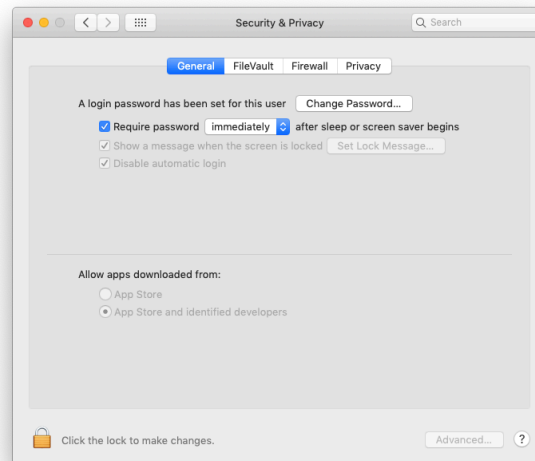 Security & Privacy
Search
General FileVault Firewall Privacy
A login password has been set for this user Change Password...
Require password immediately after sleep or screen saver begins
Show a message when the screen is locked Set Lock Message...
Disable automatic login
Allow apps downloaded from:
App Store
App Store and identified developers
Click the lock to make changes.
Advanced... ?